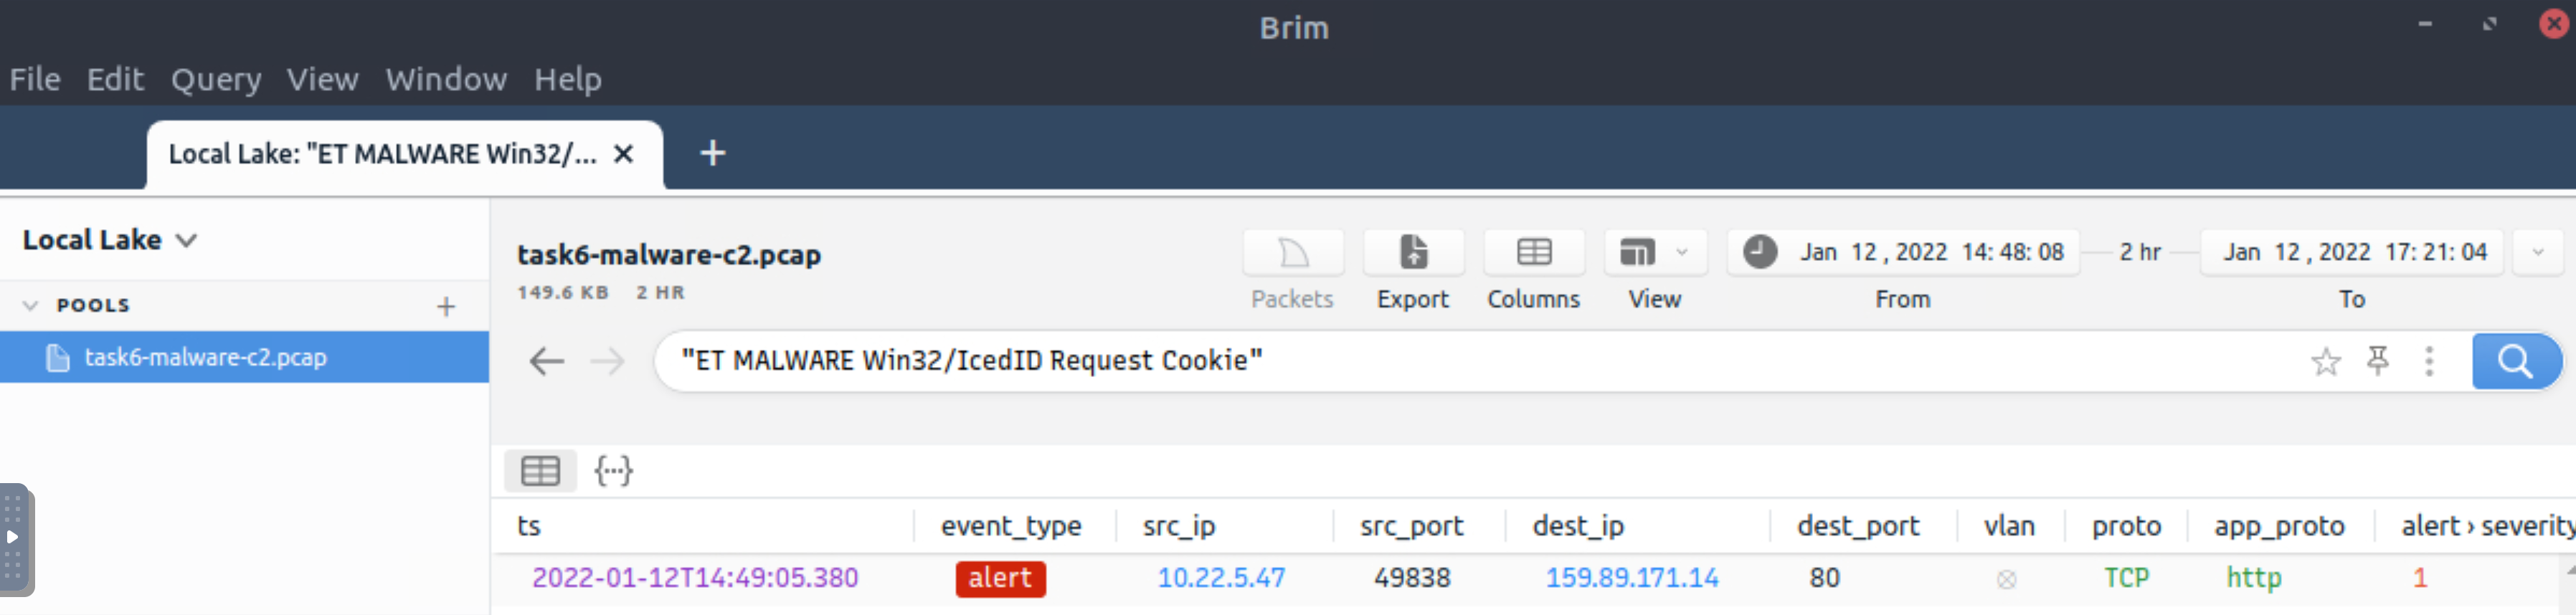 Brim
File Edit Query View Window Help
Local Lake: "ET MALWARE Win32/... × +
Local Lake
POOLS +
task6-malware-c2.pcap
task6-malware-c2.pcap
149.6 KB 2 HR
Packets Export Columns View
Jan 12 , 2022 14: 48: 08 2 hr Jan 12 , 2022 17: 21: 04
From To
"ET MALWARE Win32/IcedID Request Cookie"
{···}
ts event_type src_ip src_port dest_ip dest_port vlan proto app_proto alert › severity
2022-01-12T14:49:05.380 alert 10.22.5.47 49838 159.89.171.14 80 ⊗ TCP http 1